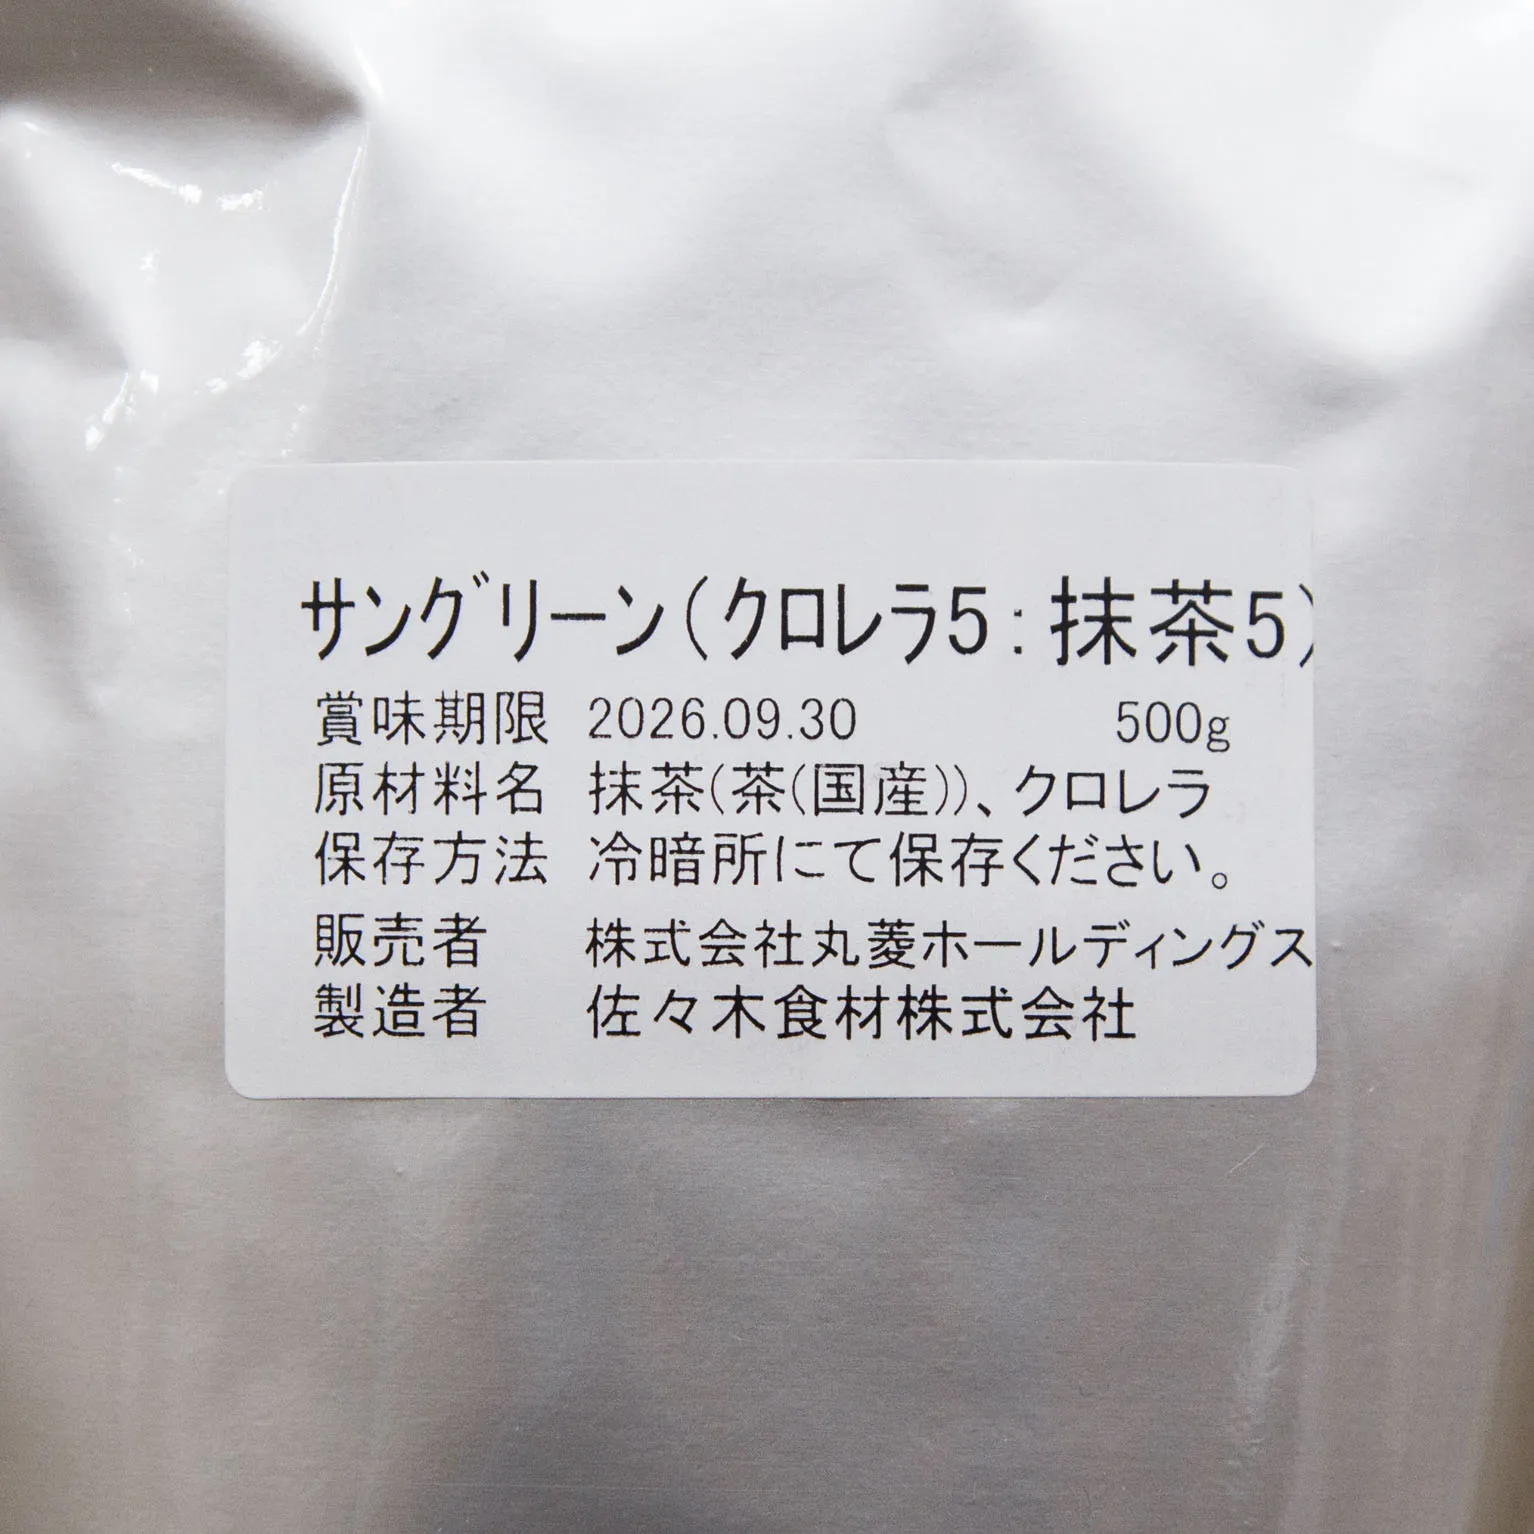 サングリーン(クロレラ5:抹茶5)
賞味期限 2026.09.30 500g
原材料名 抹茶(茶(国産))、クロレラ
保存方法 冷暗所にて保存ください。
販売者 株式会社丸菱ホールディングス
製造者 佐々木食材株式会社